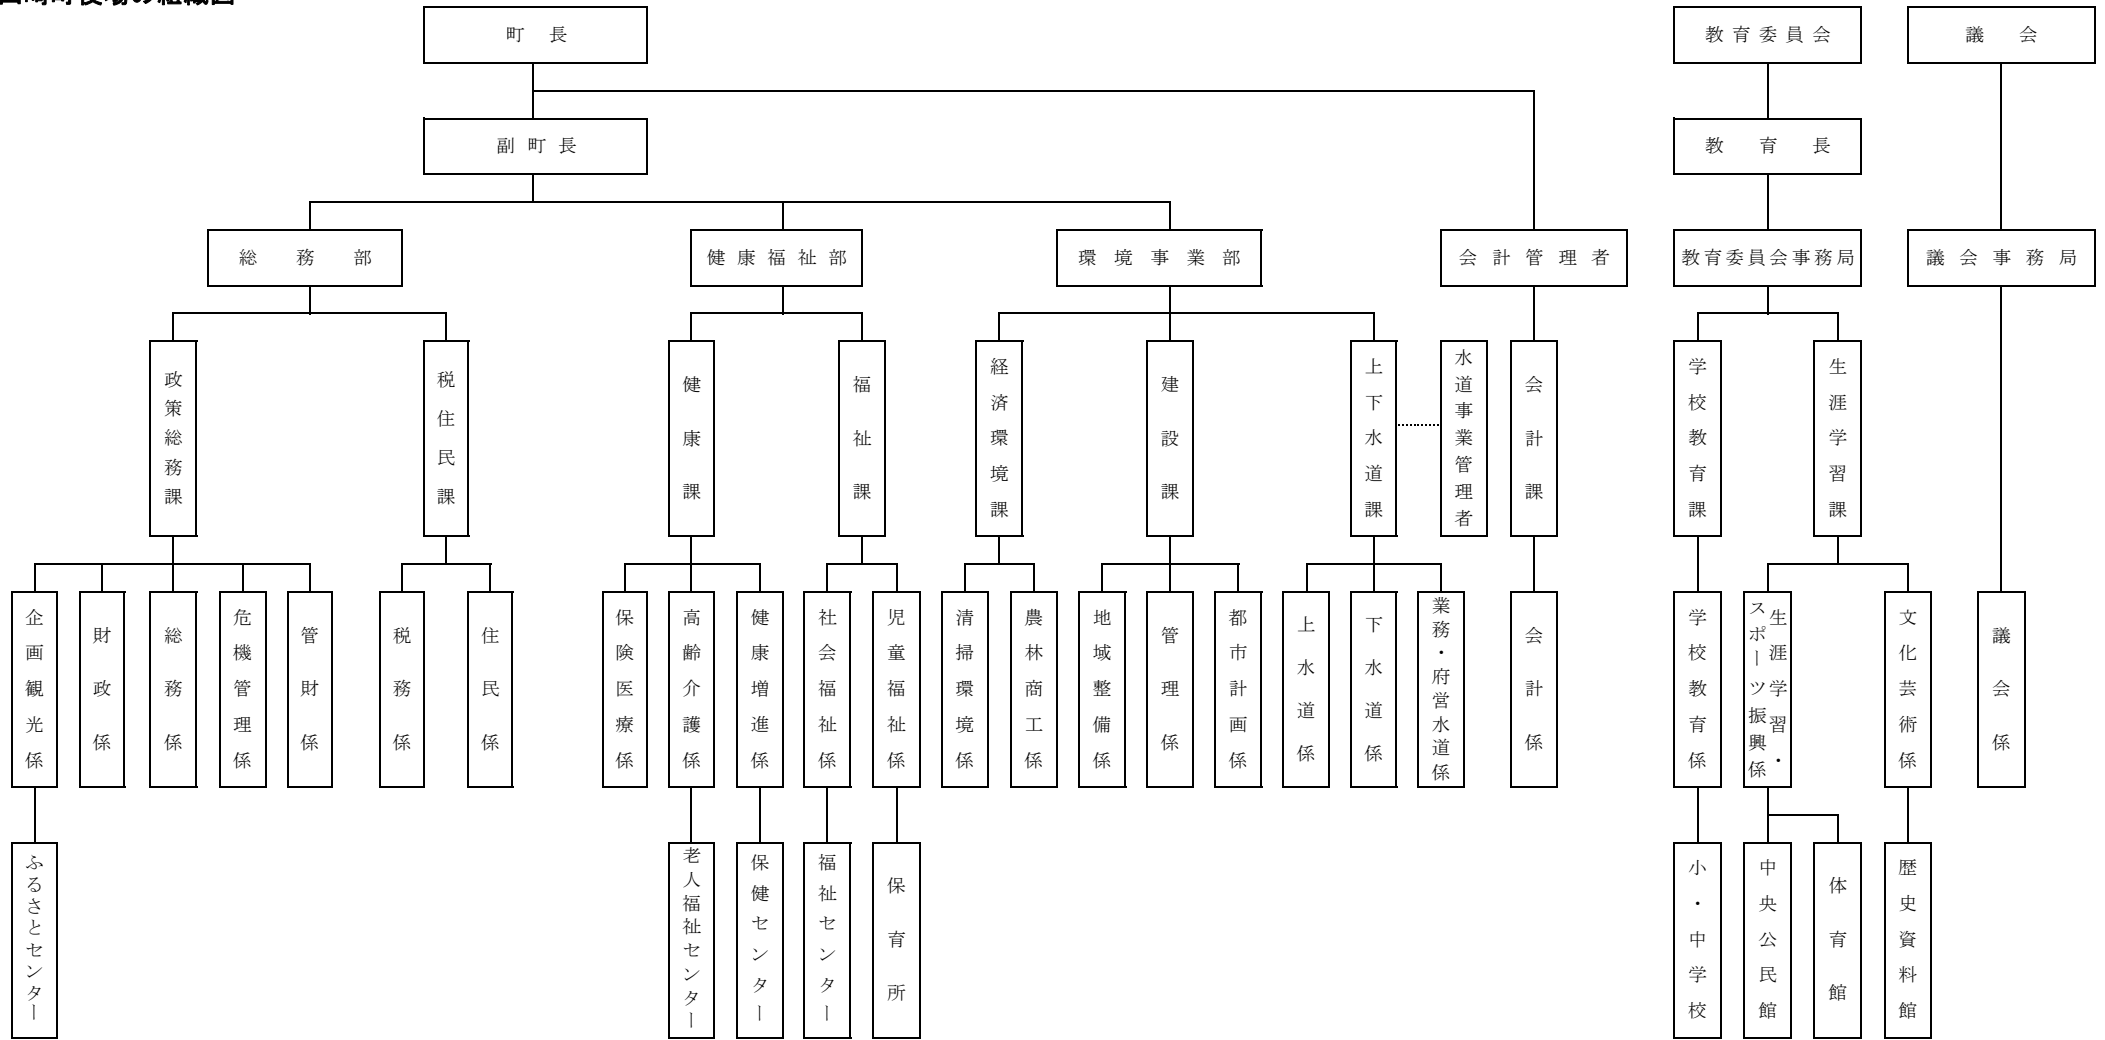 町長
教育委員会
議会
副町長
教育長
総務部
健康福祉部
環境事業部
会計管理者
教育委員会事務局
議会事務局
政策総務課
税住民課
健康課
福祉課
経済環境課
建設課
上下水道課
水道事業管理者
会計課
学校教育課
生涯学習課
企画観光係
財政係
総務係
危機管理係
管財係
税務係
住民係
保険医療係
高齢介護係
健康増進係
社会福祉係
児童福祉係
清掃環境係
農林商工係
地域整備係
管理係
都市計画係
上水道係
下水道係
業務・府営水道係
会計係
学校教育係
生涯学習・
スポーツ振興係
文化芸術係
議会係
ふるさとセンター
老人福祉センター
保健センター
福祉センター
保育所
小・中学校
中央公民館
体育館
歴史資料館